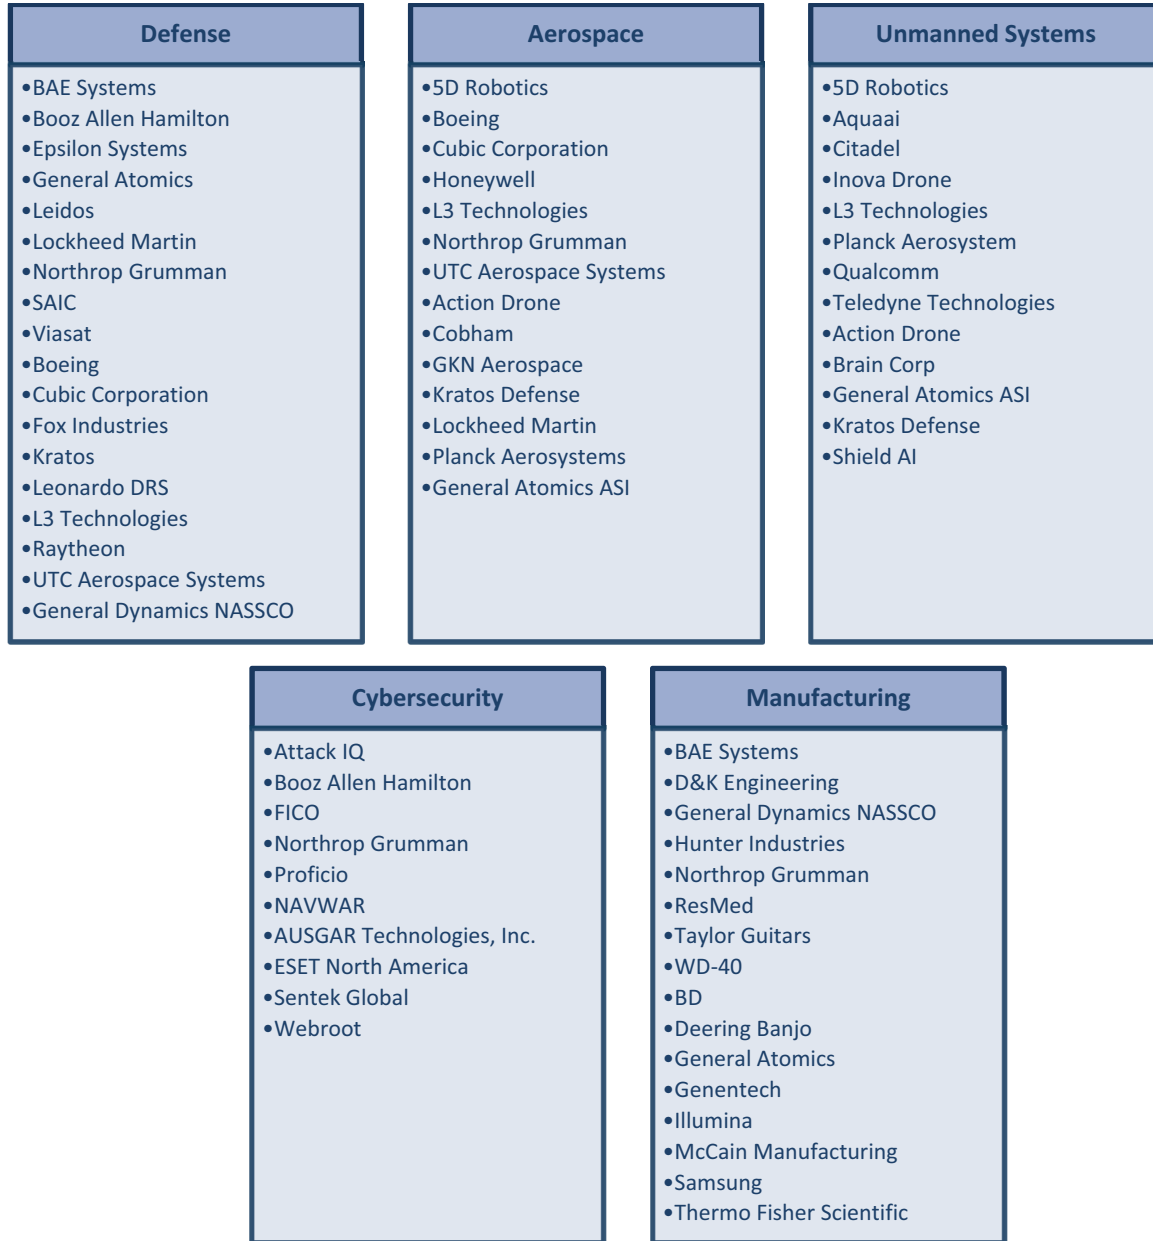 Defense
•BAE Systems
•Booz Allen Hamilton
•Epsilon Systems
•General Atomics
•Leidos
•Lockheed Martin
•Northrop Grumman
•SAIC
•Viasat
•Boeing
•Cubic Corporation
•Fox Industries
•Kratos
•Leonardo DRS
•L3 Technologies
•Raytheon
•UTC Aerospace Systems
•General Dynamics NASSCO
Aerospace
•5D Robotics
•Boeing
•Cubic Corporation
•Honeywell
•L3 Technologies
•Northrop Grumman
•UTC Aerospace Systems
•Action Drone
•Cobham
•GKN Aerospace
•Kratos Defense
•Lockheed Martin
•Planck Aerosystems
•General Atomics ASI
Unmanned Systems
•5D Robotics
•Aquaai
•Citadel
•Inova Drone
•L3 Technologies
•Planck Aerosystem
•Qualcomm
•Teledyne Technologies
•Action Drone
•Brain Corp
•General Atomics ASI
•Kratos Defense
•Shield AI
Cybersecurity
•Attack IQ
•Booz Allen Hamilton
•FICO
•Northrop Grumman
•Proficio
•NAVWAR
•AUSGAR Technologies, Inc.
•ESET North America
•Sentek Global
•Webroot
Manufacturing
•BAE Systems
•D&K Engineering
•General Dynamics NASSCO
•Hunter Industries
•Northrop Grumman
•ResMed
•Taylor Guitars
•WD-40
•BD
•Deering Banjo
•General Atomics
•Genentech
•Illumina
•McCain Manufacturing
•Samsung
•Thermo Fisher Scientific